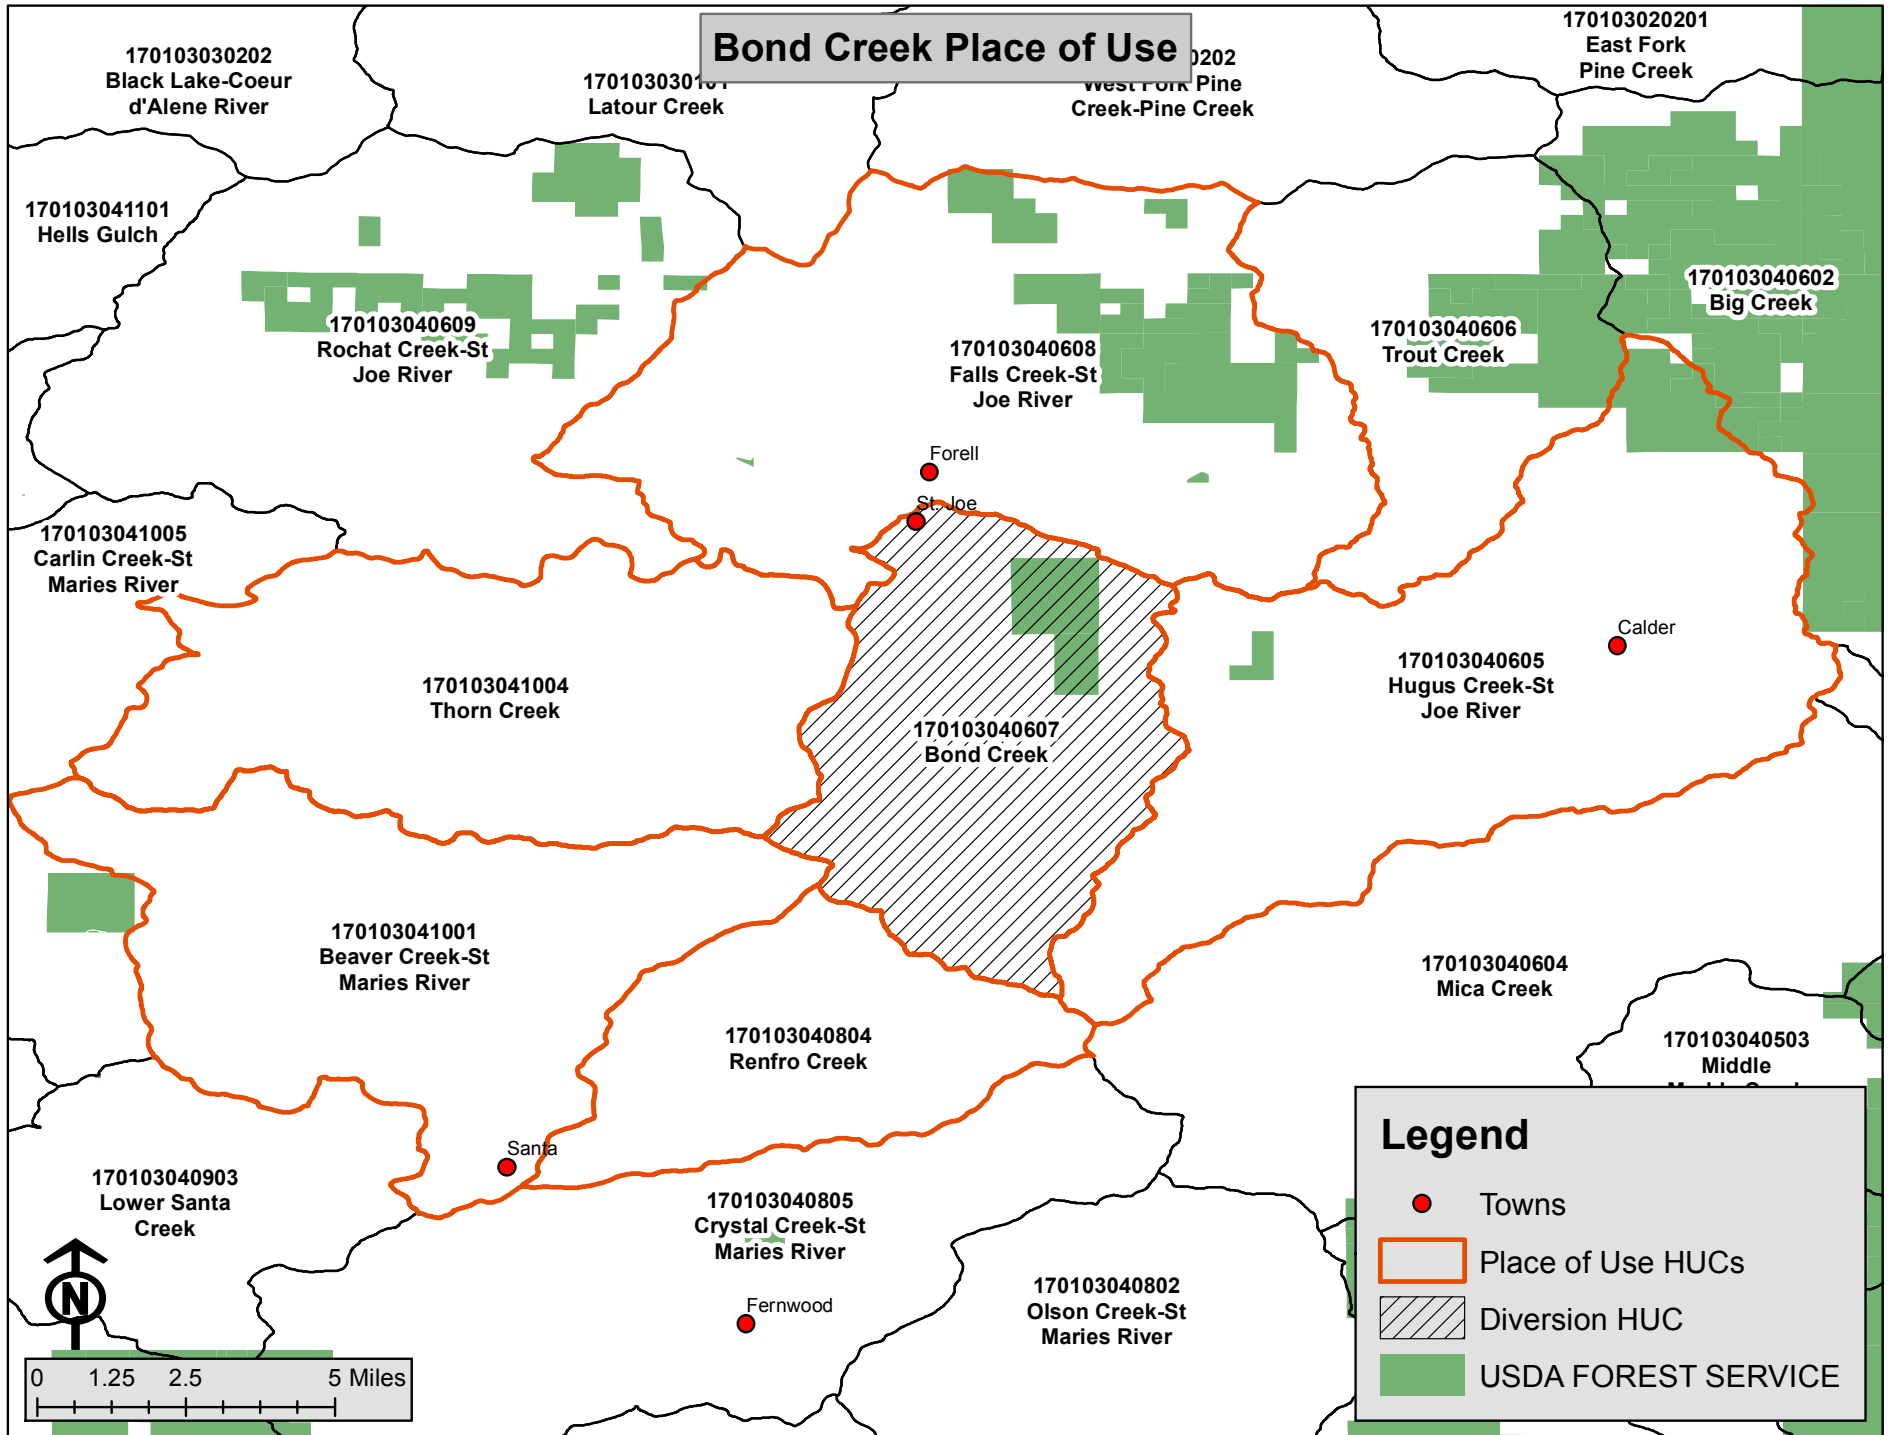 Bond Creek Place of Use
170103030202
Black Lake-Coeur
d'Alene River
170103030101
Latour Creek
0202
West Fork Pine
Creek-Pine Creek
170103020201
East Fork
Pine Creek
170103041101
Hells Gulch
170103040609
Rochat Creek-St
Joe River
170103040608
Falls Creek-St
Joe River
170103040606
Trout Creek
170103040602
Big Creek
Forell
St. Joe
170103041005
Carlin Creek-St
Maries River
170103041004
Thorn Creek
170103040607
Bond Creek
Calder
170103040605
Hugus Creek-St
Joe River
170103041001
Beaver Creek-St
Maries River
170103040804
Renfro Creek
170103040604
Mica Creek
170103040503
Middle
Santa
170103040903
Lower Santa
Creek
170103040805
Crystal Creek-St
Maries River
Fernwood
170103040802
Olson Creek-St
Maries River
N
0 1.25 2.5 5 Miles
Legend
Towns
Place of Use HUCs
Diversion HUC
USDA FOREST SERVICE